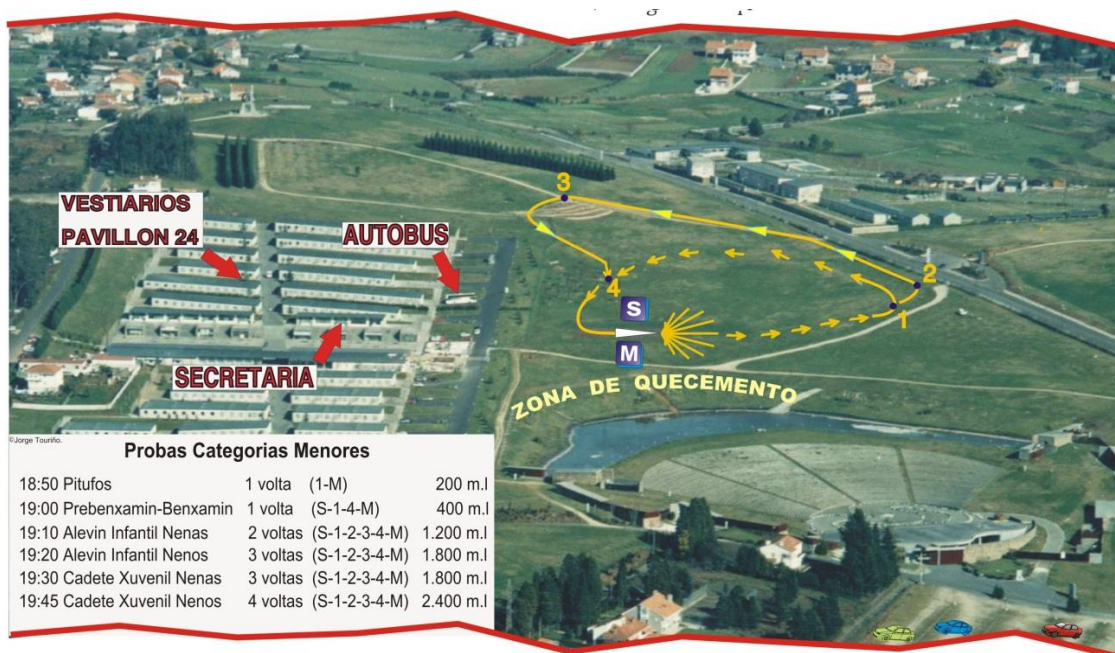 VESTIARIOS
PAVILLON 24
AUTOBUS
SECRETARIA
3
2
4
1
S
M
ZONA DE QUECEMENTO
©Jorge Touriño.
Probas Categorias Menores
18:50 Pitufos 1 volta (1-M) 200 m.l
19:00 Prebenxamin-Benxamin 1 volta (S-1-4-M) 400 m.l
19:10 Alevin Infantil Nenas 2 voltas (S-1-2-3-4-M) 1.200 m.l
19:20 Alevin Infantil Nenos 3 voltas (S-1-2-3-4-M) 1.800 m.l
19:30 Cadete Xuvenil Nenas 3 voltas (S-1-2-3-4-M) 1.800 m.l
19:45 Cadete Xuvenil Nenos 4 voltas (S-1-2-3-4-M) 2.400 m.l